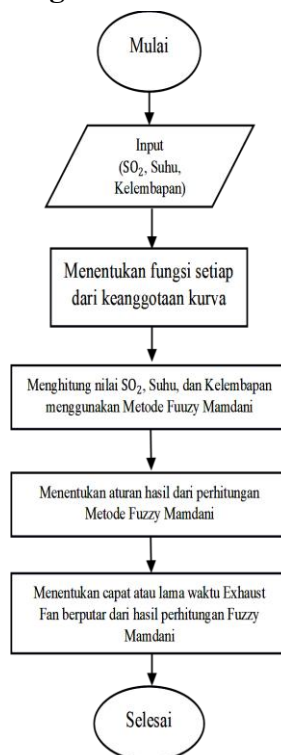 Mulai
Input
(SO₂, Suhu,
Kelembapan)
Menentukan fungsi setiap
dari keanggotaan kurva
Menghitung nilai SO₂, Suhu, dan Kelembapan
menggunakan Metode Fuuzy Mamdani
Menentukan aturan hasil dari perhitungan
Metode Fuzzy Mamdani
Menentukan capat atau lama waktu Exhaust
Fan berputar dari hasil perhitungan Fuzzy
Mamdani
Selesai